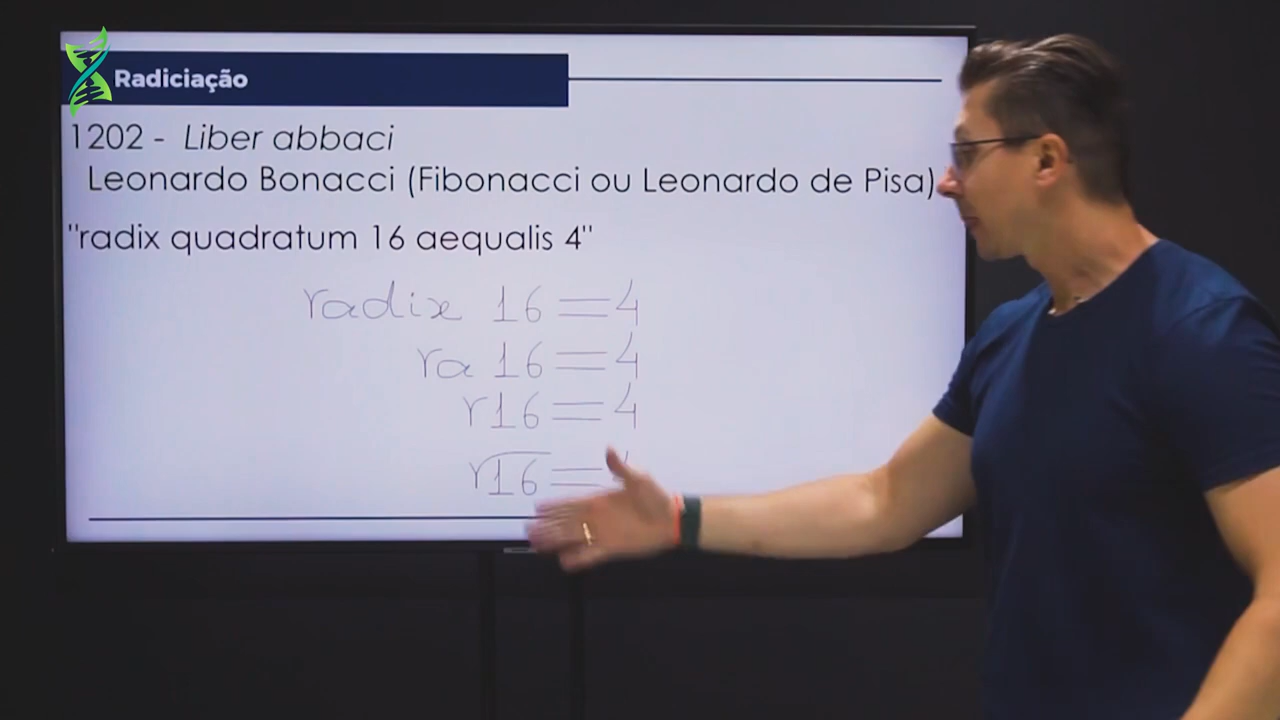 Radiciação
1202 - Liber abbaci
Leonardo Bonacci (Fibonacci ou Leonardo de Pisa)
"radix quadratum 16 aequalis 4"
radix 16 = 4
ra 16 = 4
r16 = 4
r16 =